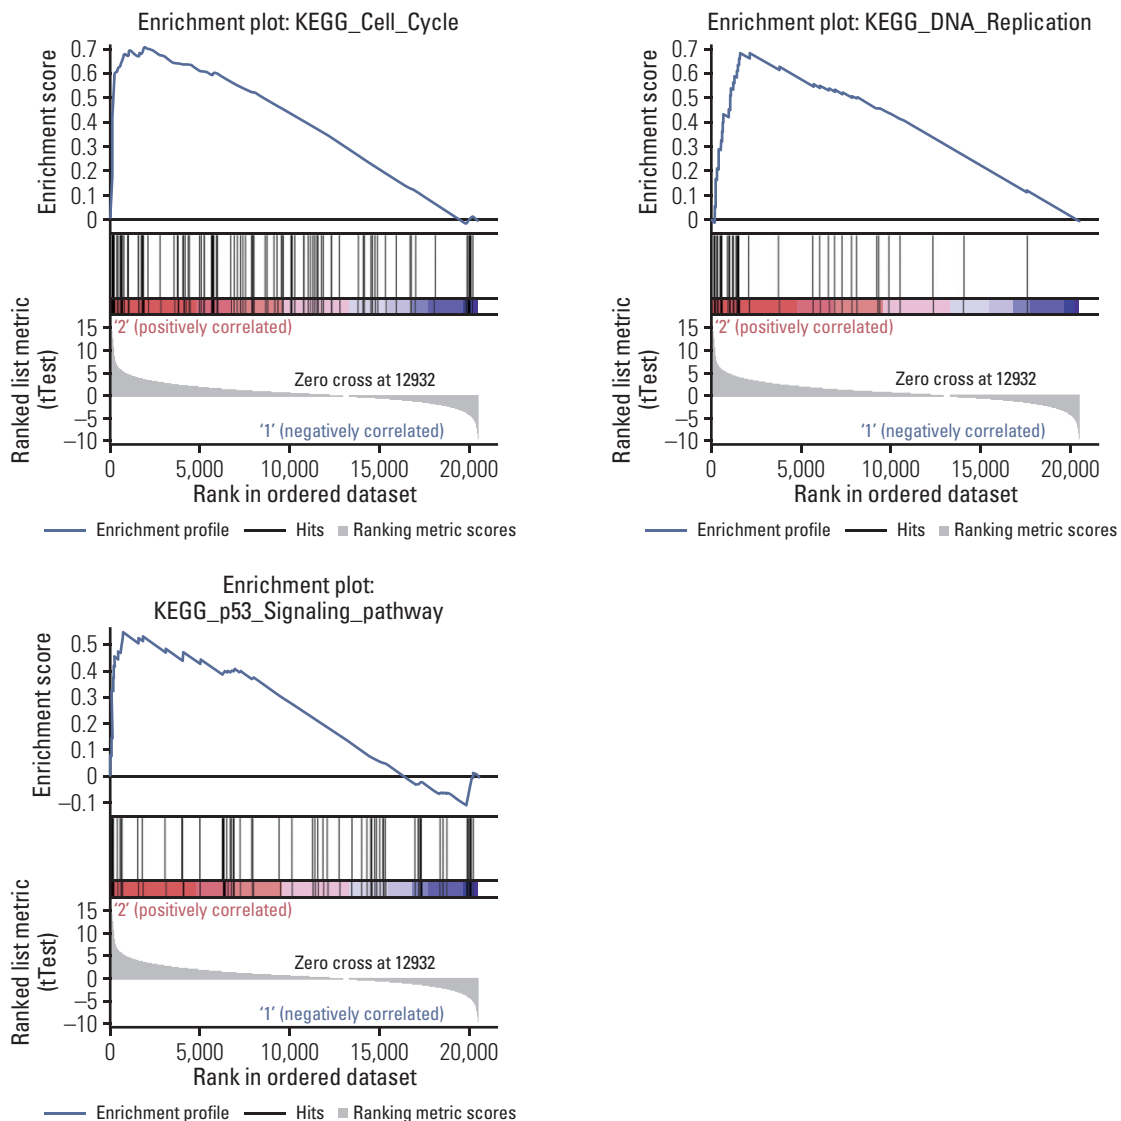 Enrichment plot: KEGG_Cell_Cycle
Enrichment score
0.7
0.6
0.5
0.4
0.3
0.2
0.1
0
Ranked list metric
(tTest)
15
10
5
0
–5
–10
'2' (positively correlated)
Zero cross at 12932
'1' (negatively correlated)
0 5,000 10,000 15,000 20,000
Rank in ordered dataset
Enrichment profile Hits Ranking metric scores
Enrichment plot: KEGG_DNA_Replication
Enrichment score
0.7
0.6
0.5
0.4
0.3
0.2
0.1
0
Ranked list metric
(tTest)
15
10
5
0
–5
–10
'2' (positively correlated)
Zero cross at 12932
'1' (negatively correlated)
0 5,000 10,000 15,000 20,000
Rank in ordered dataset
Enrichment profile Hits Ranking metric scores
Enrichment plot:
KEGG_p53_Signaling_pathway
Enrichment score
0.5
0.4
0.3
0.2
0.1
0
–0.1
Ranked list metric
(tTest)
15
10
5
0
–5
–10
'2' (positively correlated)
Zero cross at 12932
'1' (negatively correlated)
0 5,000 10,000 15,000 20,000
Rank in ordered dataset
Enrichment profile Hits Ranking metric scores